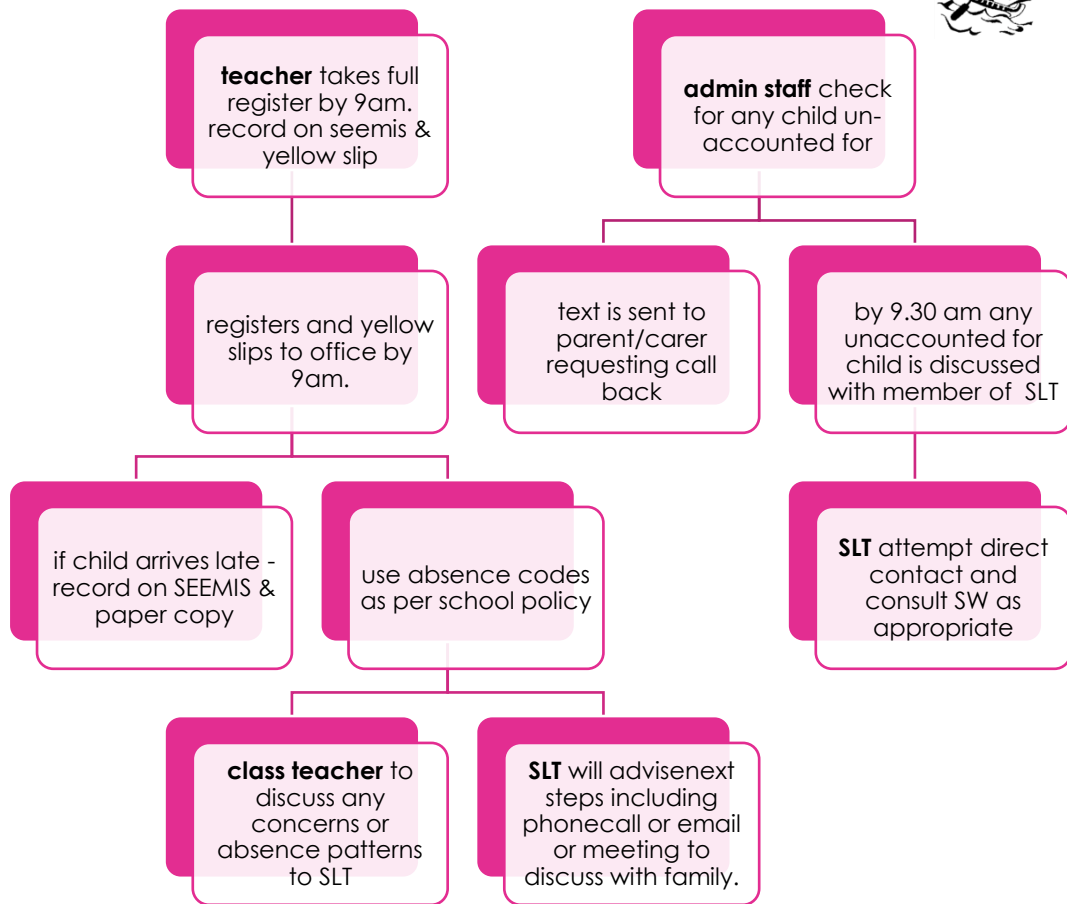 teacher takes full
register by 9am.
record on seemis &
yellow slip
admin staff check
for any child un-
accounted for
registers and yellow
slips to office by
9am.
text is sent to
parent/carer
requesting call
back
by 9.30 am any
unaccounted for
child is discussed
with member of SLT
if child arrives late -
record on SEEMIS &
paper copy
use absence codes
as per school policy
SLT attempt direct
contact and
consult SW as
appropriate
class teacher to
discuss any
concerns or
absence patterns
to SLT
SLT will advisenext
steps including
phonecall or email
or meeting to
discuss with family.